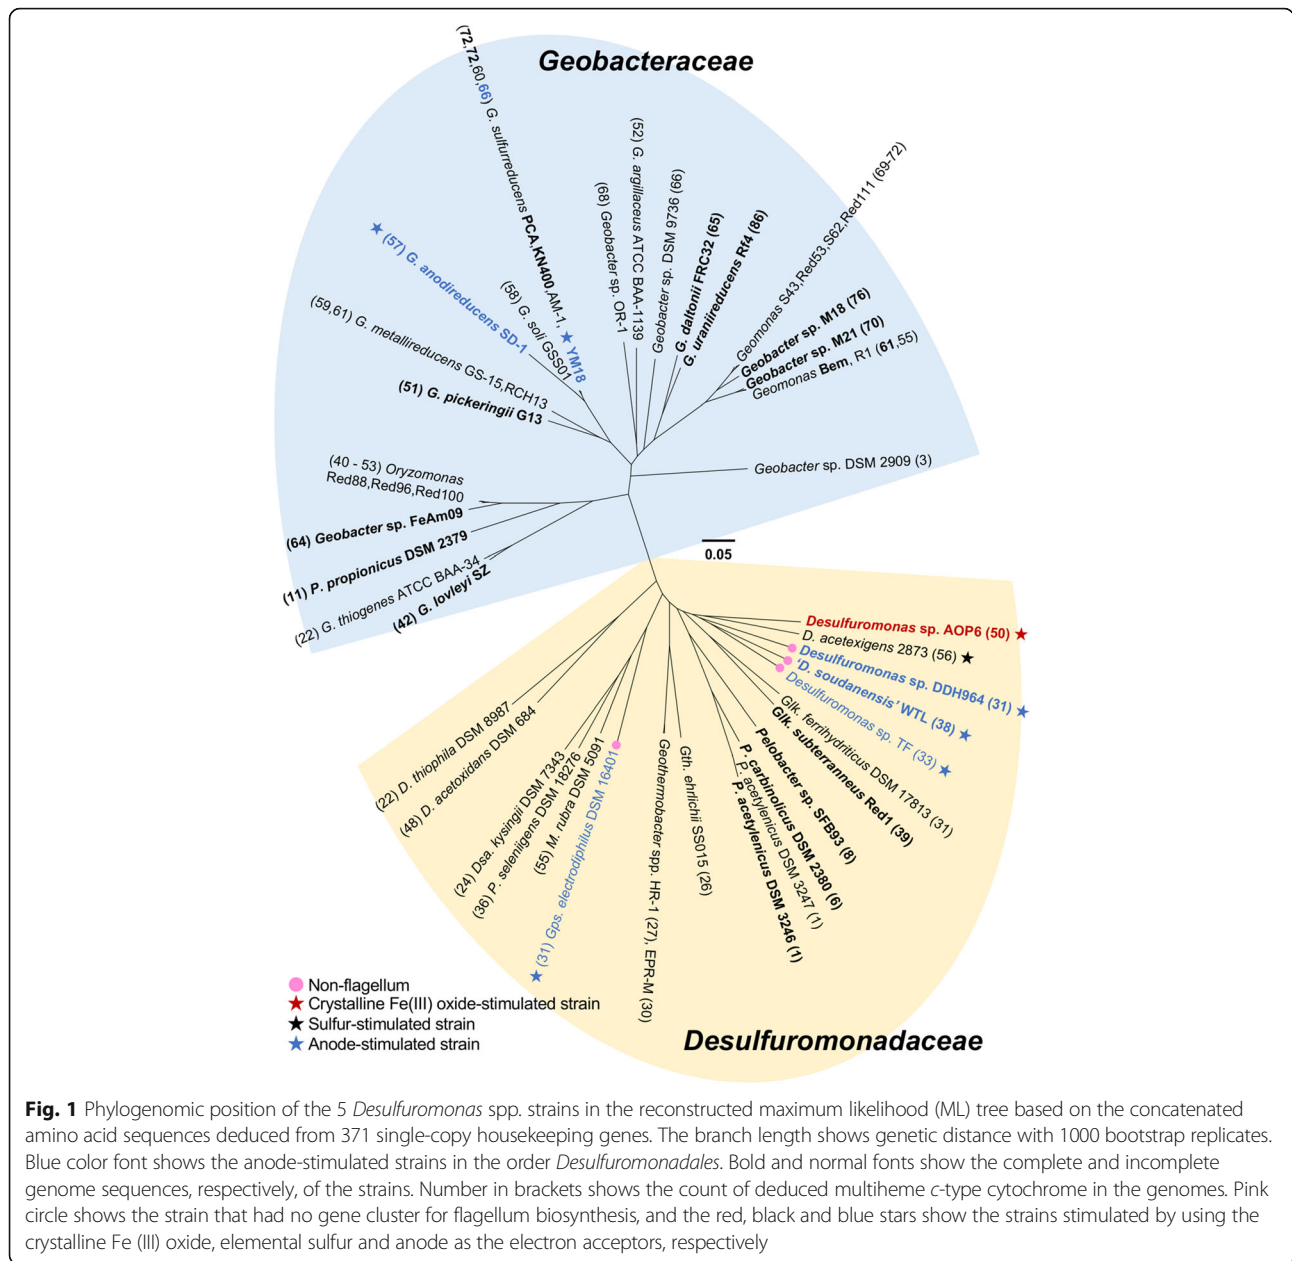 Geobacteraceae
(72,72,60,66) G. sulfurreducens PCA,KN400,AM-1, ★ YM18
(52) G. argillaceus ATCC BAA-1139
(68) Geobacter sp. OR-1
Geobacter sp. DSM 9736 (66)
G. daltonii FRC32 (65)
G. uraniireducens Rf4 (86)
Geomonas S43,Red53,S62,Red111 (69-72)
Geobacter sp. M18 (76)
Geobacter sp. M21 (70)
Geomonas Bem, R1 (61,55)
★ (57) G. anodireducens SD-1
(58) G. soli GSS01
(59,61) G. metallireducens GS-15,RCH13
(51) G. pickeringii G13
Geobacter sp. DSM 2909 (3)
(40 - 53) Oryzomonas
Red88,Red96,Red100
(64) Geobacter sp. FeAm09
(11) P. propionicus DSM 2379
(22) G. thiogenes ATCC BAA-34
(42) G. lovleyi SZ
0.05
Desulfuromonas sp. AOP6 (50) ★
D. acetexigens 2873 (56) ★
Desulfuromonas sp. DDH964 (31) ★
'D. soudanensis' WTL (38) ★
Desulfuromonas sp. TF (33) ★
Glk. ferrihydriticus DSM 17813 (31)
Glk. subterranneus Red1 (39)
Pelobacter sp. SFB93 (8)
P. carbinolicus DSM 2380 (6)
P. acetylenicus DSM 3247 (1)
P. acetylenicus DSM 3246 (1)
Gth. ehrlichii SS015 (26)
Geothermobacter spp. HR-1 (27), EPR-M (30)
★ (31) Gps. electrodiphilus DSM 16401
(55) M. rubra DSM 5091
(36) P. seleniigens DSM 18276
(24) Dsa. kysingii DSM 7343
(48) D. acetoxidans DSM 684
(22) D. thiophila DSM 8987
Non-flagellum
★ Crystalline Fe(III) oxide-stimulated strain
★ Sulfur-stimulated strain
★ Anode-stimulated strain
Desulfuromonadaceae
Fig. 1 Phylogenomic position of the 5 Desulfuromonas spp. strains in the reconstructed maximum likelihood (ML) tree based on the concatenated
amino acid sequences deduced from 371 single-copy housekeeping genes. The branch length shows genetic distance with 1000 bootstrap replicates.
Blue color font shows the anode-stimulated strains in the order Desulfuromonadales. Bold and normal fonts show the complete and incomplete
genome sequences, respectively, of the strains. Number in brackets shows the count of deduced multiheme c-type cytochrome in the genomes. Pink
circle shows the strain that had no gene cluster for flagellum biosynthesis, and the red, black and blue stars show the strains stimulated by using the
crystalline Fe (III) oxide, elemental sulfur and anode as the electron acceptors, respectively